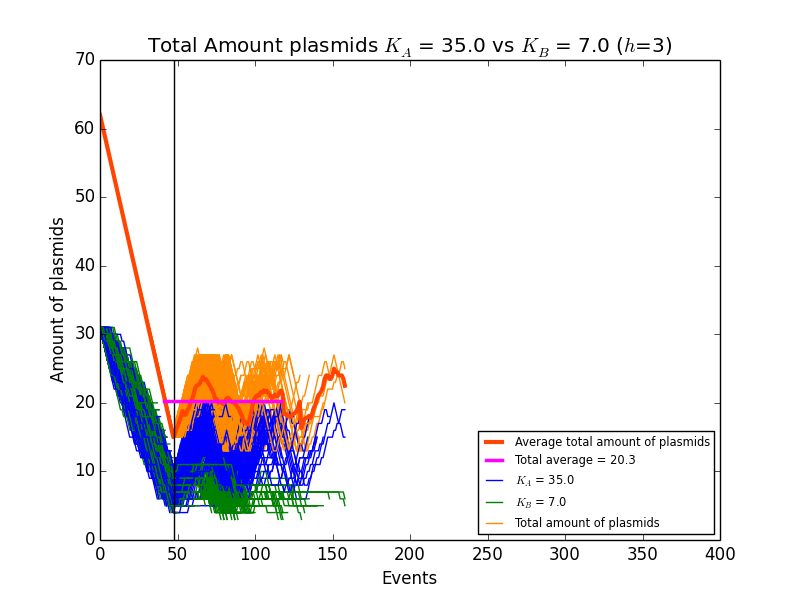 Total Amount plasmids K_A = 35.0 vs K_B = 7.0 (h=3)
70
60
50
40
30
20
10
0
Amount of plasmids
Average total amount of plasmids
Total average = 20.3
K_A = 35.0
K_B = 7.0
Total amount of plasmids
0 50 100 150 200 250 300 350 400
Events